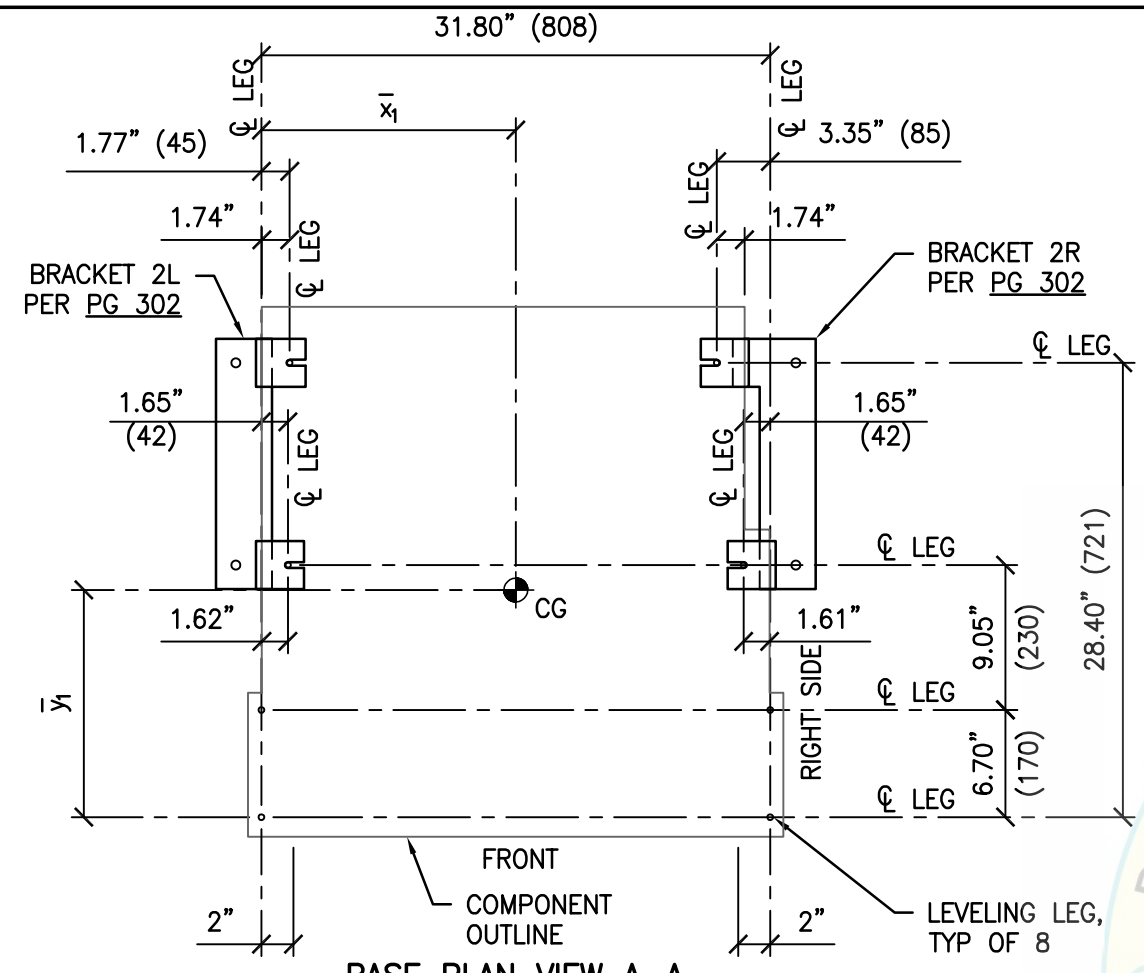 31.80" (808)
℄ LEG
℄ LEG
x̄₁
1.77" (45)
3.35" (85)
℄ LEG
1.74"
℄ LEG
1.74"
BRACKET 2L
PER PG 302
BRACKET 2R
PER PG 302
℄ LEG
1.65"
(42)
℄ LEG
℄ LEG
1.65"
(42)
28.40" (721)
℄ LEG
CG
1.62"
1.61"
9.05"
(230)
RIGHT SIDE
ȳ₁
℄ LEG
6.70"
(170)
℄ LEG
FRONT
COMPONENT
OUTLINE
LEVELING LEG,
TYP OF 8
2"
2"
BASE PLAN VIEW A-A